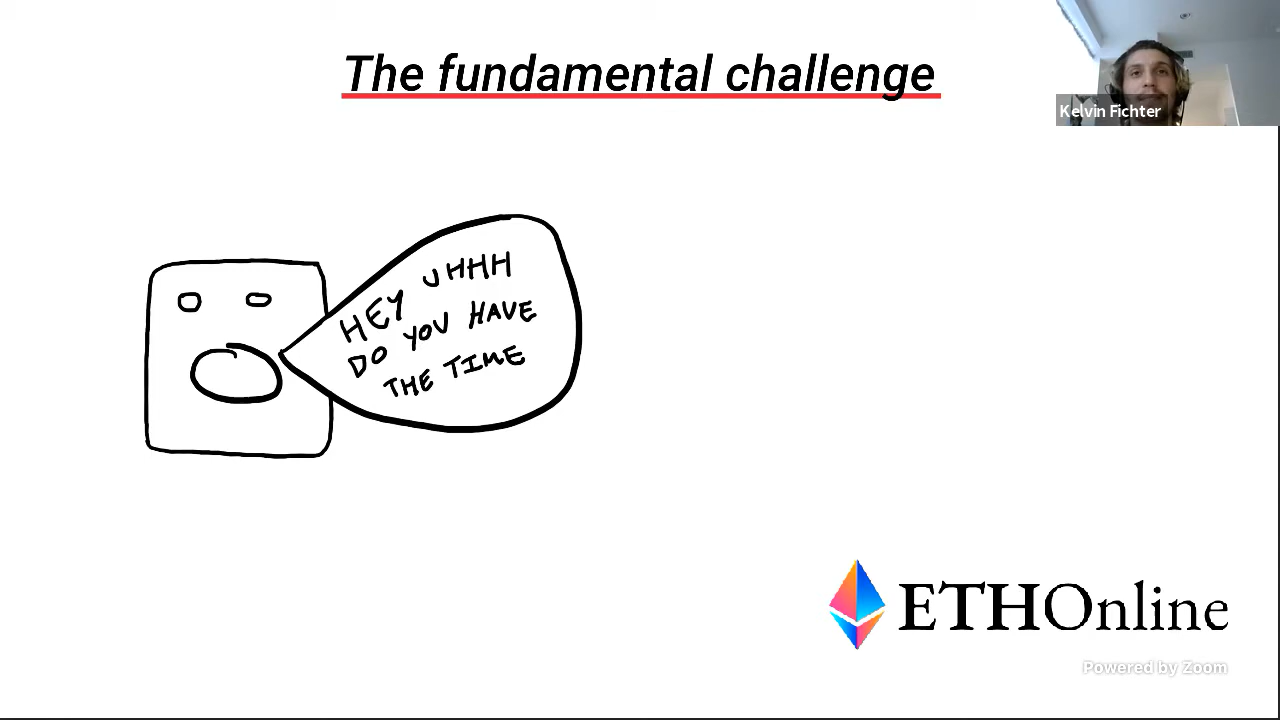 The fundamental challenge
Kelvin Fichter
HEY UHHH
DO YOU HAVE
THE TIME
ETHOnline
Powered by Zoom